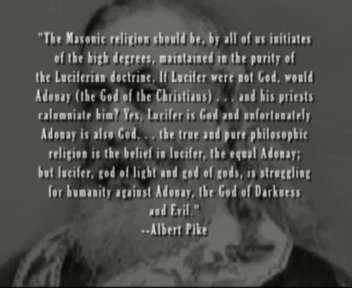 "The Masonic religion should be, by all of us initiates
of the high degrees, maintained in the purity of
the Luciferian doctrine. If Lucifer were not God, would
Adonay (the God of the Christians) . . . and his priests
calumniate him? Yes, Lucifer is God and unfortunately
Adonay is also God. . . the true and pure philosophic
religion is the belief in lucifer, the equal Adonay;
but lucifer, god of light and god of gods, is struggling
for humanity against Adonay, the God of Darkness
and Evil."
--Albert Pike